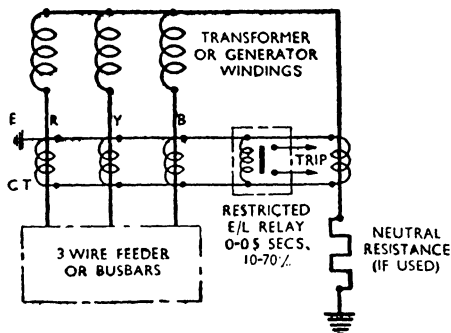 TRANSFORMER
OR GENERATOR
WINDINGS
E R Y B
TRIP
C T
RESTRICTED
E/L RELAY
0-0 5 SECS.
10-70%
3 WIRE FEEDER
OR BUSBARS
NEUTRAL
RESISTANCE
(IF USED)